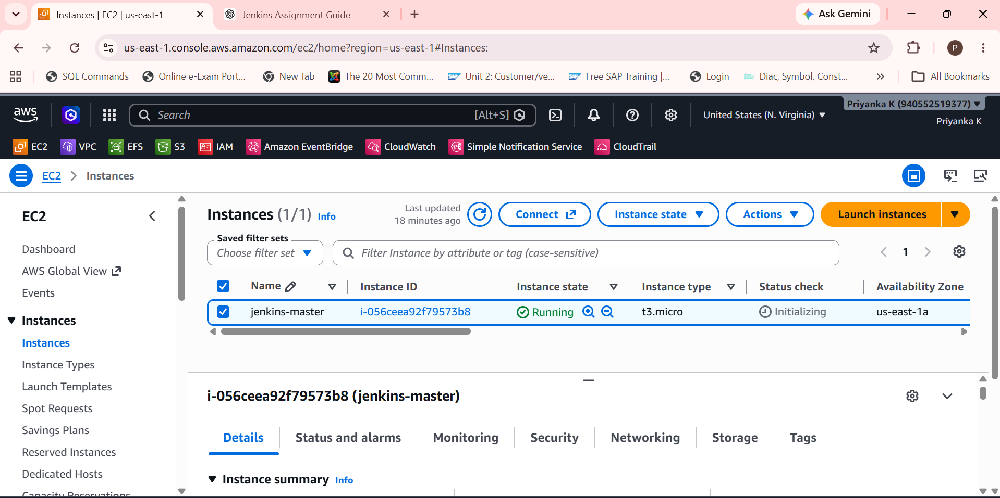 Instances | EC2 | us-east-1
Jenkins Assignment Guide
Ask Gemini
us-east-1.console.aws.amazon.com/ec2/home?region=us-east-1#Instances:
P
SQL Commands
Online e-Exam Port...
New Tab
The 20 Most Comm...
SAP
Unit 2: Customer/ve...
SAP
Free SAP Training |...
Login
Diac, Symbol, Const...
All Bookmarks
aws
Search
[Alt+S]
United States (N. Virginia)
Priyanka K (940552519377)
Priyanka K
EC2
VPC
EFS
S3
IAM
Amazon EventBridge
CloudWatch
Simple Notification Service
CloudTrail
EC2
Instances
EC2
Dashboard
AWS Global View
Events
Instances
Instances
Instance Types
Launch Templates
Spot Requests
Savings Plans
Reserved Instances
Dedicated Hosts
Capacity Reservations
Instances (1/1) Info
Last updated
18 minutes ago
Connect
Instance state
Actions
Launch instances
Saved filter sets
Choose filter set
Filter Instance by attribute or tag (case-sensitive)
1
Name
Instance ID
Instance state
Instance type
Status check
Availability Zone
jenkins-master
i-056ceea92f79573b8
Running
t3.micro
Initializing
us-east-1a
i-056ceea92f79573b8 (jenkins-master)
Details
Status and alarms
Monitoring
Security
Networking
Storage
Tags
Instance summary Info